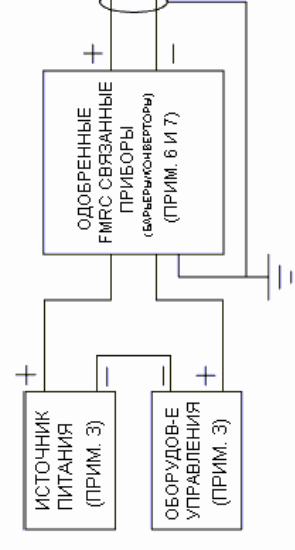 + −
ОДОБРЕННЫЕ
FMRC СВЯЗАННЫЕ
ПРИБОРЫ
(БАРЬЕРЫ/КОНВЕРТОРЫ)
(ПРИМ. 6 И 7)
+ −
ИСТОЧНИК
ПИТАНИЯ
(ПРИМ. 3)
− +
ОБОРУДОВ-Е
УПРАВЛЕНИЯ
(ПРИМ. 3)